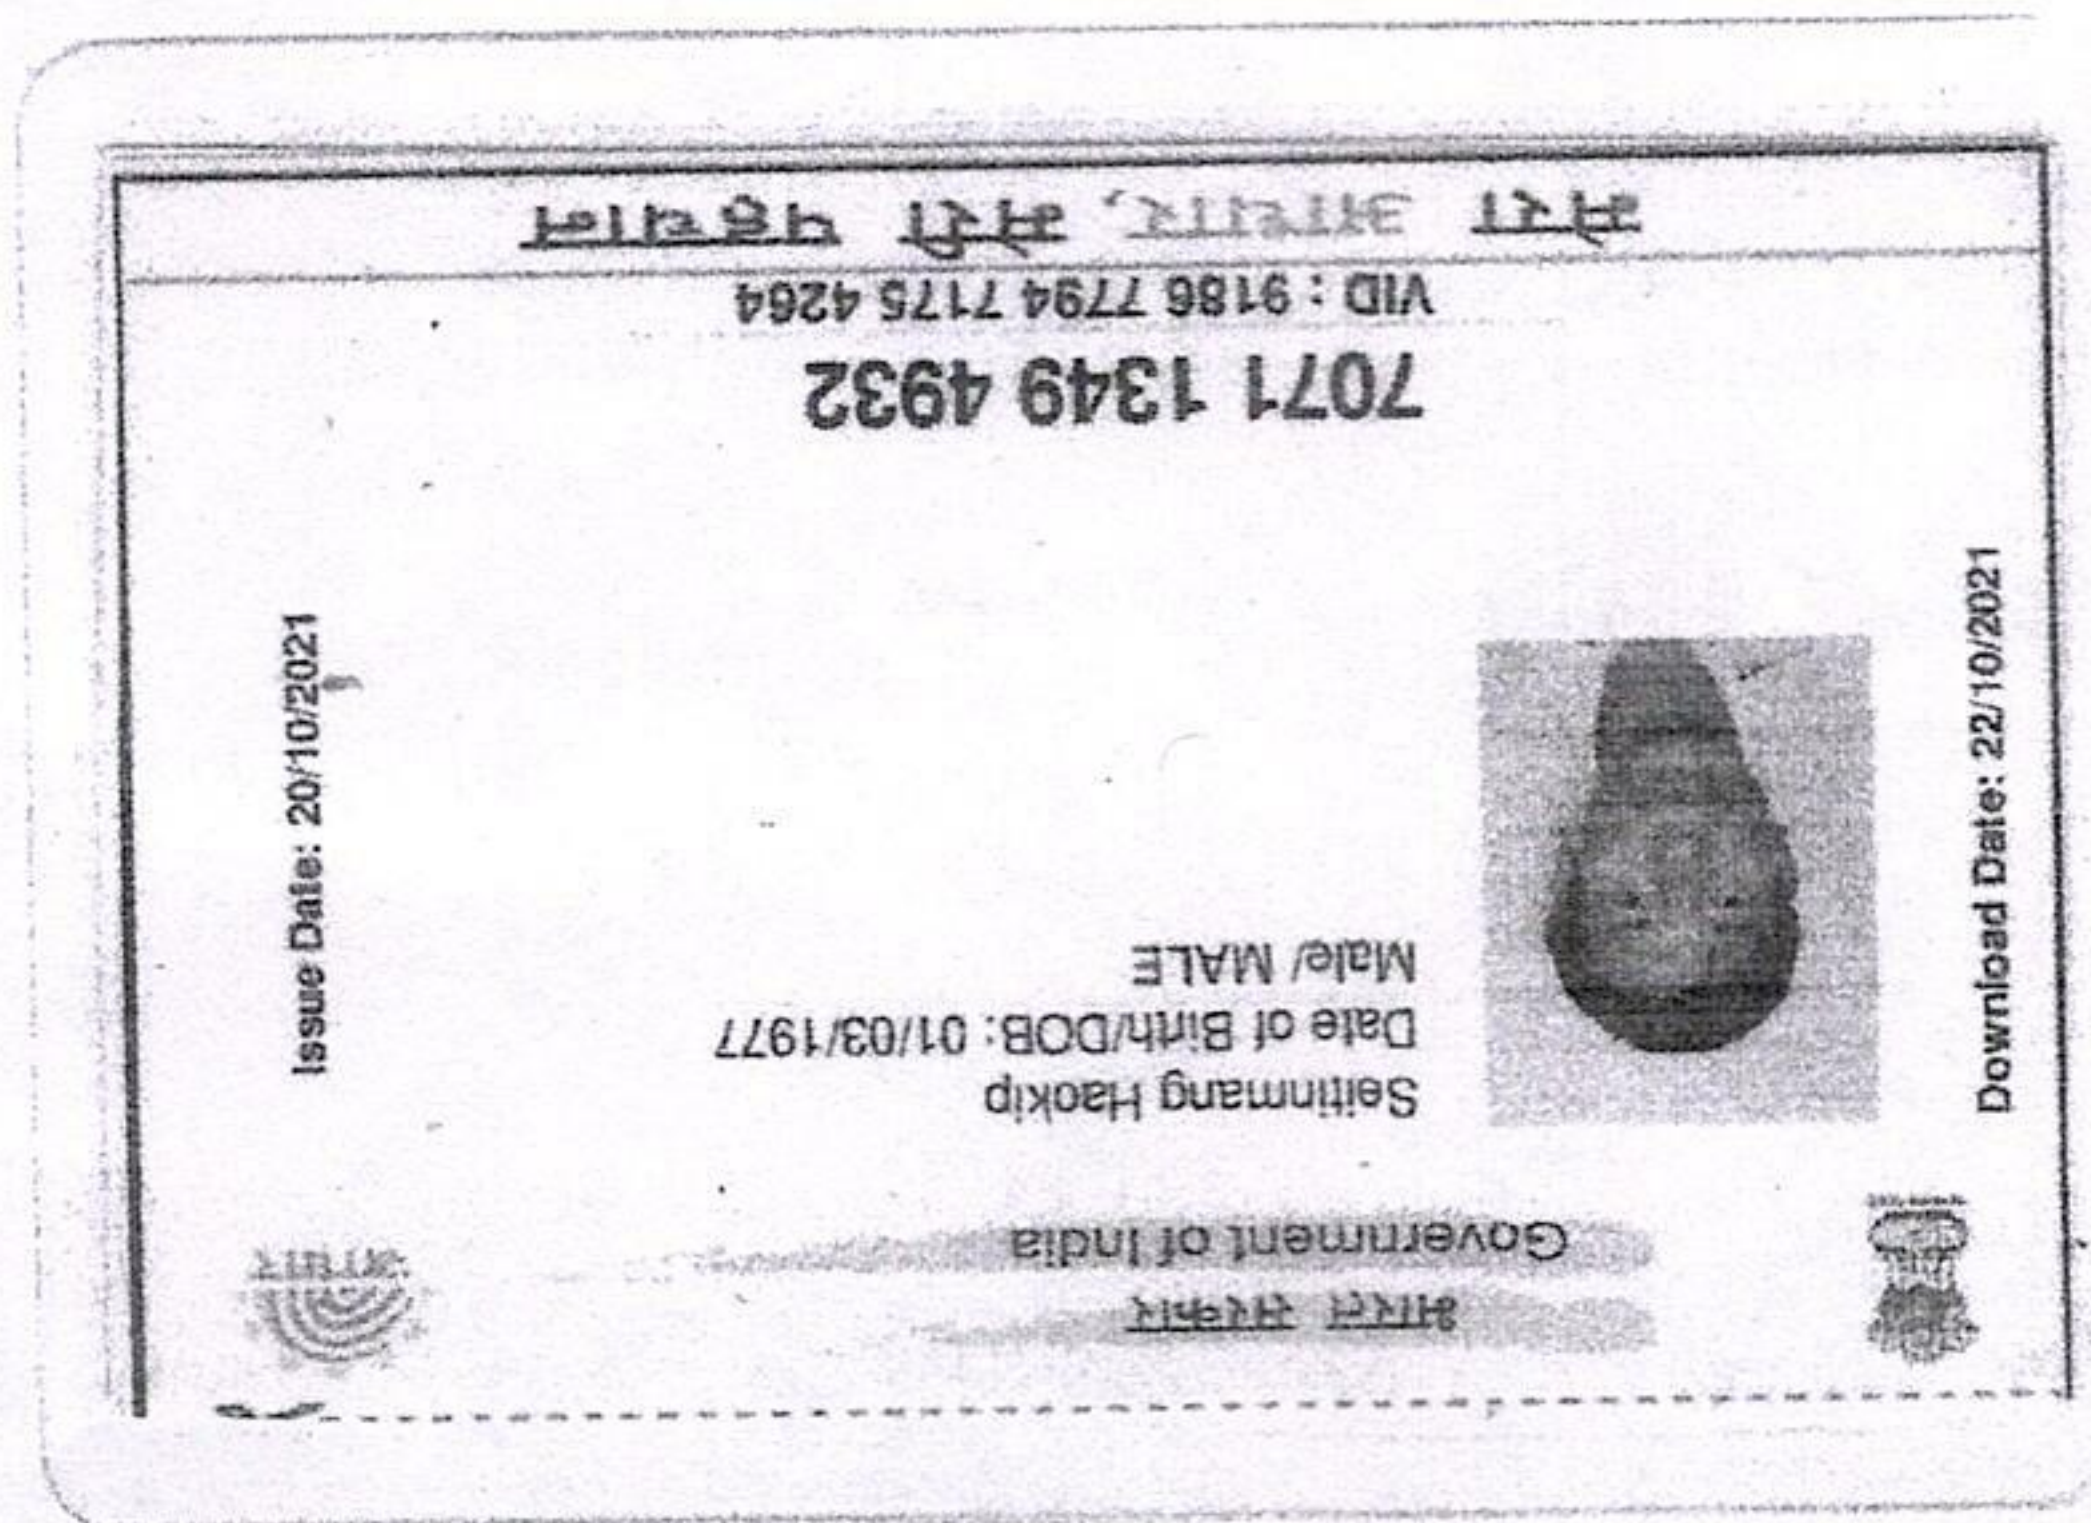 भारत सरकार
Government of India
आधार
Seitinmang Haokip
Date of Birth/DOB: 01/03/1977
Male/ MALE
Download Date: 22/10/2021
Issue Date: 20/10/2021
7071 1349 4932
VID : 9186 7794 7175 4264
मेरा आधार, मेरी पहचान